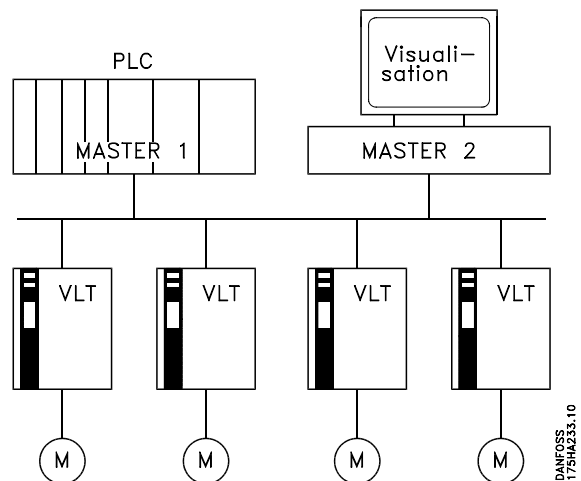 PLC
Visuali-
sation
MASTER 1
MASTER 2
VLT
VLT
VLT
VLT
M
M
M
M
DANFOSS
175HA233.10